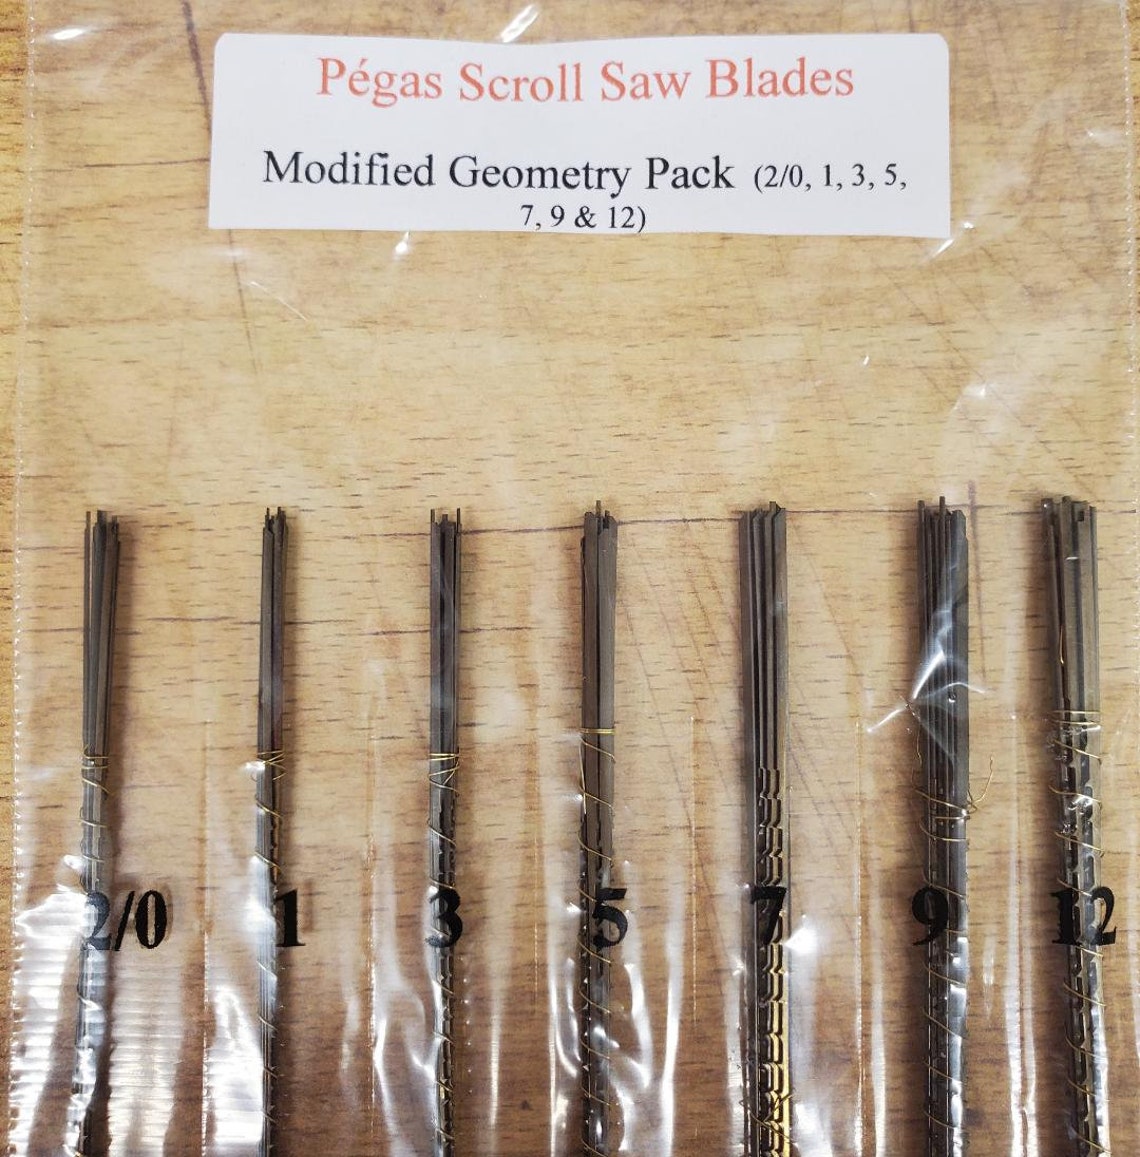 Pégas Scroll Saw Blades
Modified Geometry Pack (2/0, 1, 3, 5,
7, 9 & 12)
2/0 1 3 5 7 9 12